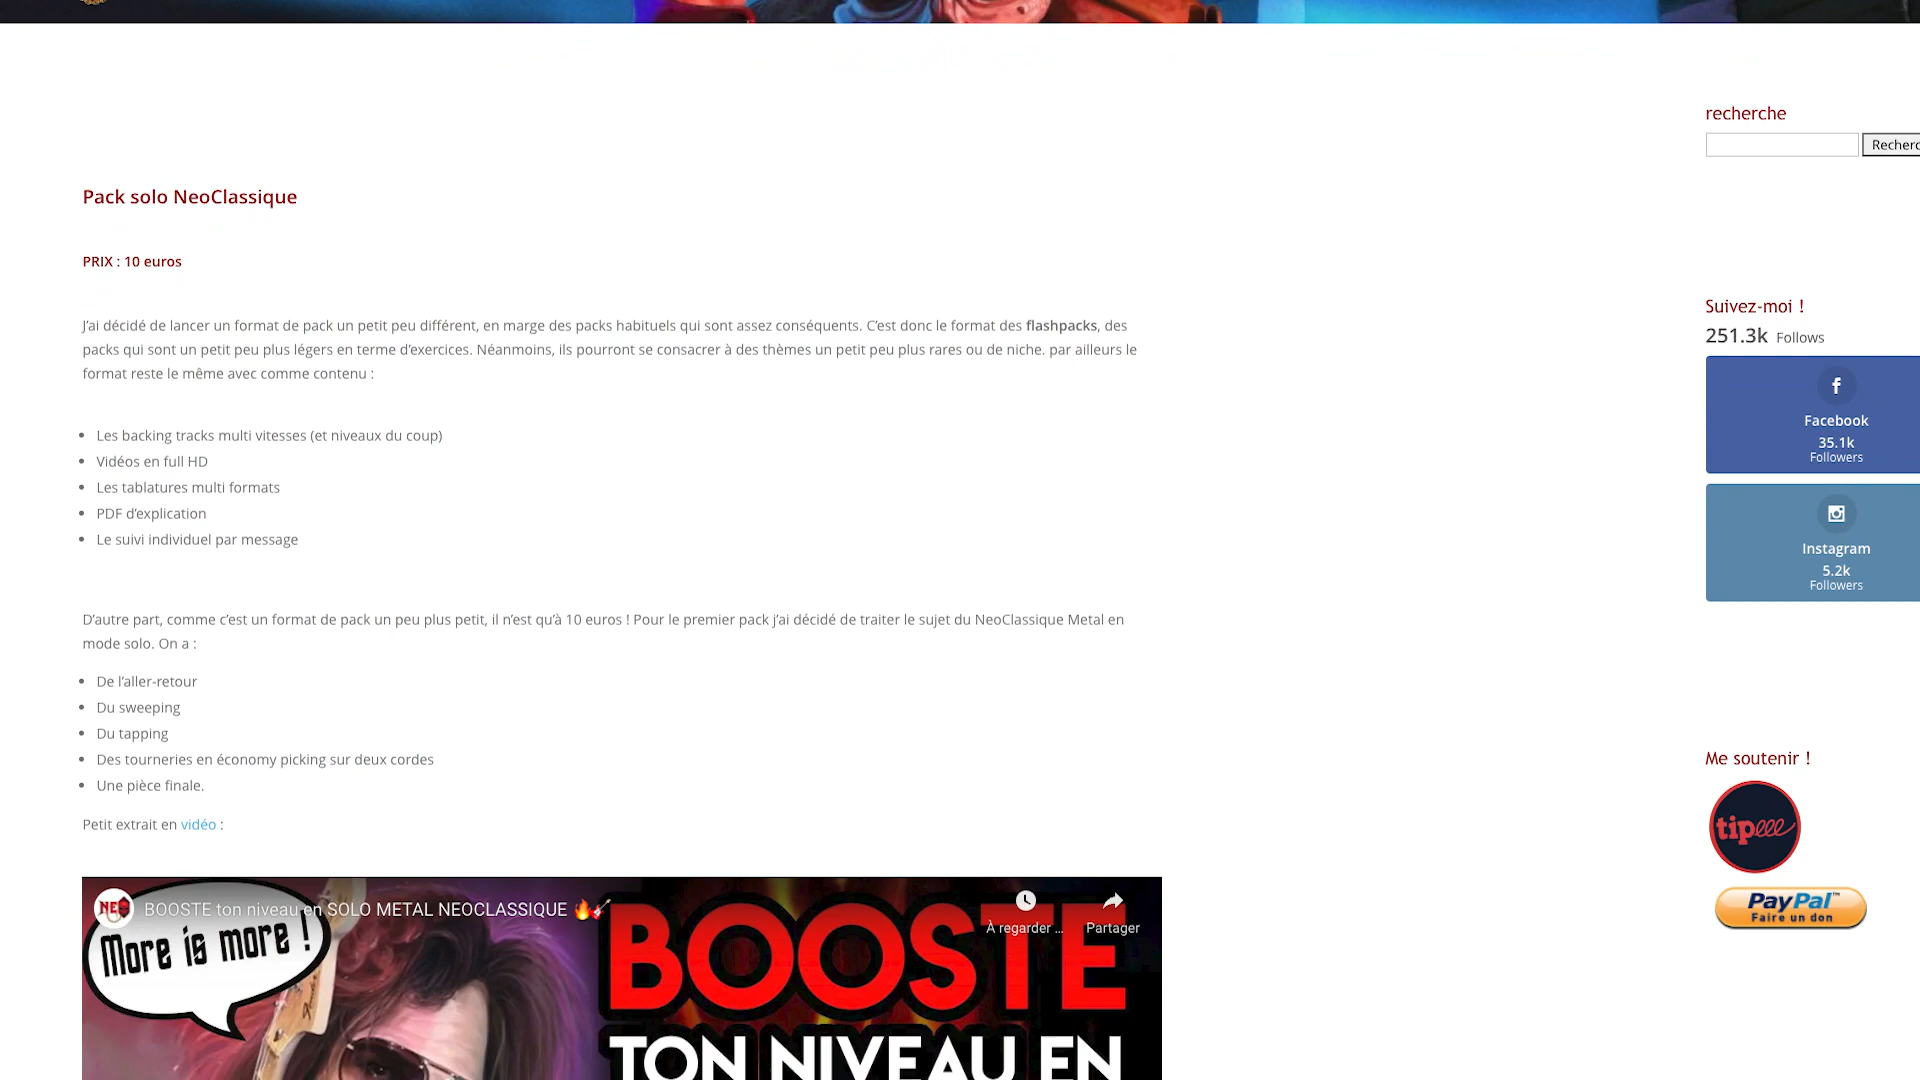 recherche
Recherc
Pack solo NeoClassique
PRIX : 10 euros
J'ai décidé de lancer un format de pack un petit peu différent, en marge des packs habituels qui sont assez conséquents. C'est donc le format des flashpacks, des
packs qui sont un petit peu plus légers en terme d'exercices. Néanmoins, ils pourront se consacrer à des thèmes un petit peu plus rares ou de niche. par ailleurs le
format reste le même avec comme contenu :
Les backing tracks multi vitesses (et niveaux du coup)
Vidéos en full HD
Les tablatures multi formats
PDF d'explication
Le suivi individuel par message
D'autre part, comme c'est un format de pack un peu plus petit, il n'est qu'à 10 euros ! Pour le premier pack j'ai décidé de traiter le sujet du NeoClassique Metal en
mode solo. On a :
De l'aller-retour
Du sweeping
Du tapping
Des tourneries en économy picking sur deux cordes
Une pièce finale.
Petit extrait en vidéo :
NEO
BOOSTE ton niveau en SOLO METAL NEOCLASSIQUE 🔥🎸
À regarder ...
Partager
More is more !
BOOSTE
TON NIVEAU EN
Suivez-moi !
251.3k Follows
Facebook
35.1k
Followers
Instagram
5.2k
Followers
Me soutenir !
tipeee
PayPal™
Faire un don